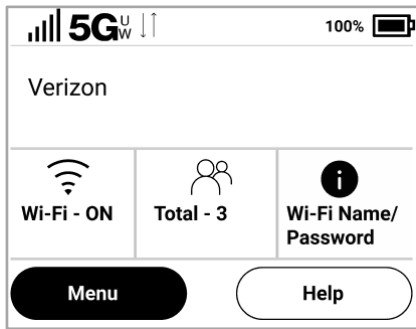 5G UW 100%
Verizon
Wi-Fi - ON
Total - 3
Wi-Fi Name/
Password
Menu
Help